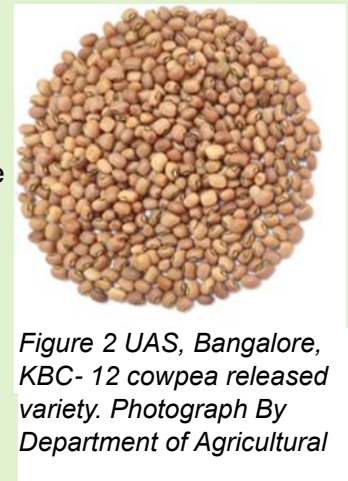 e
Figure 2 UAS, Bangalore,
KBC- 12 cowpea released
variety. Photograph By
Department of Agricultural